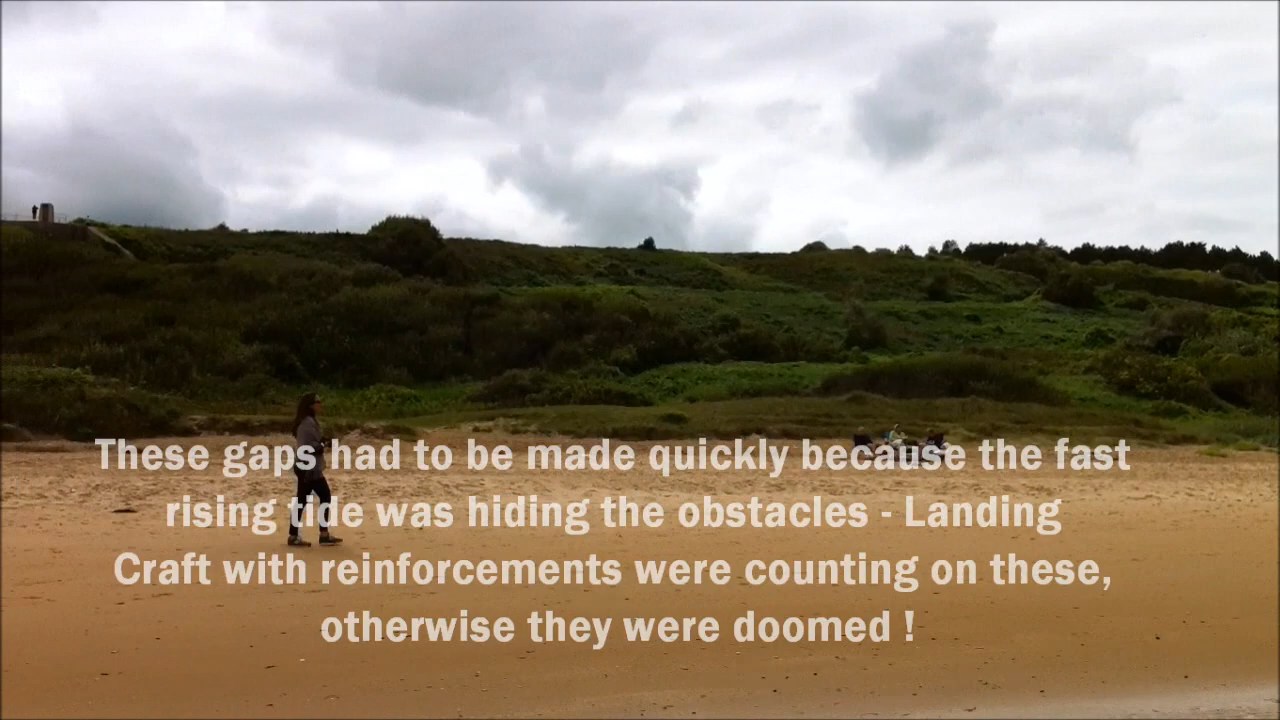 These gaps had to be made quickly because the fast
rising tide was hiding the obstacles - Landing
Craft with reinforcements were counting on these,
otherwise they were doomed !